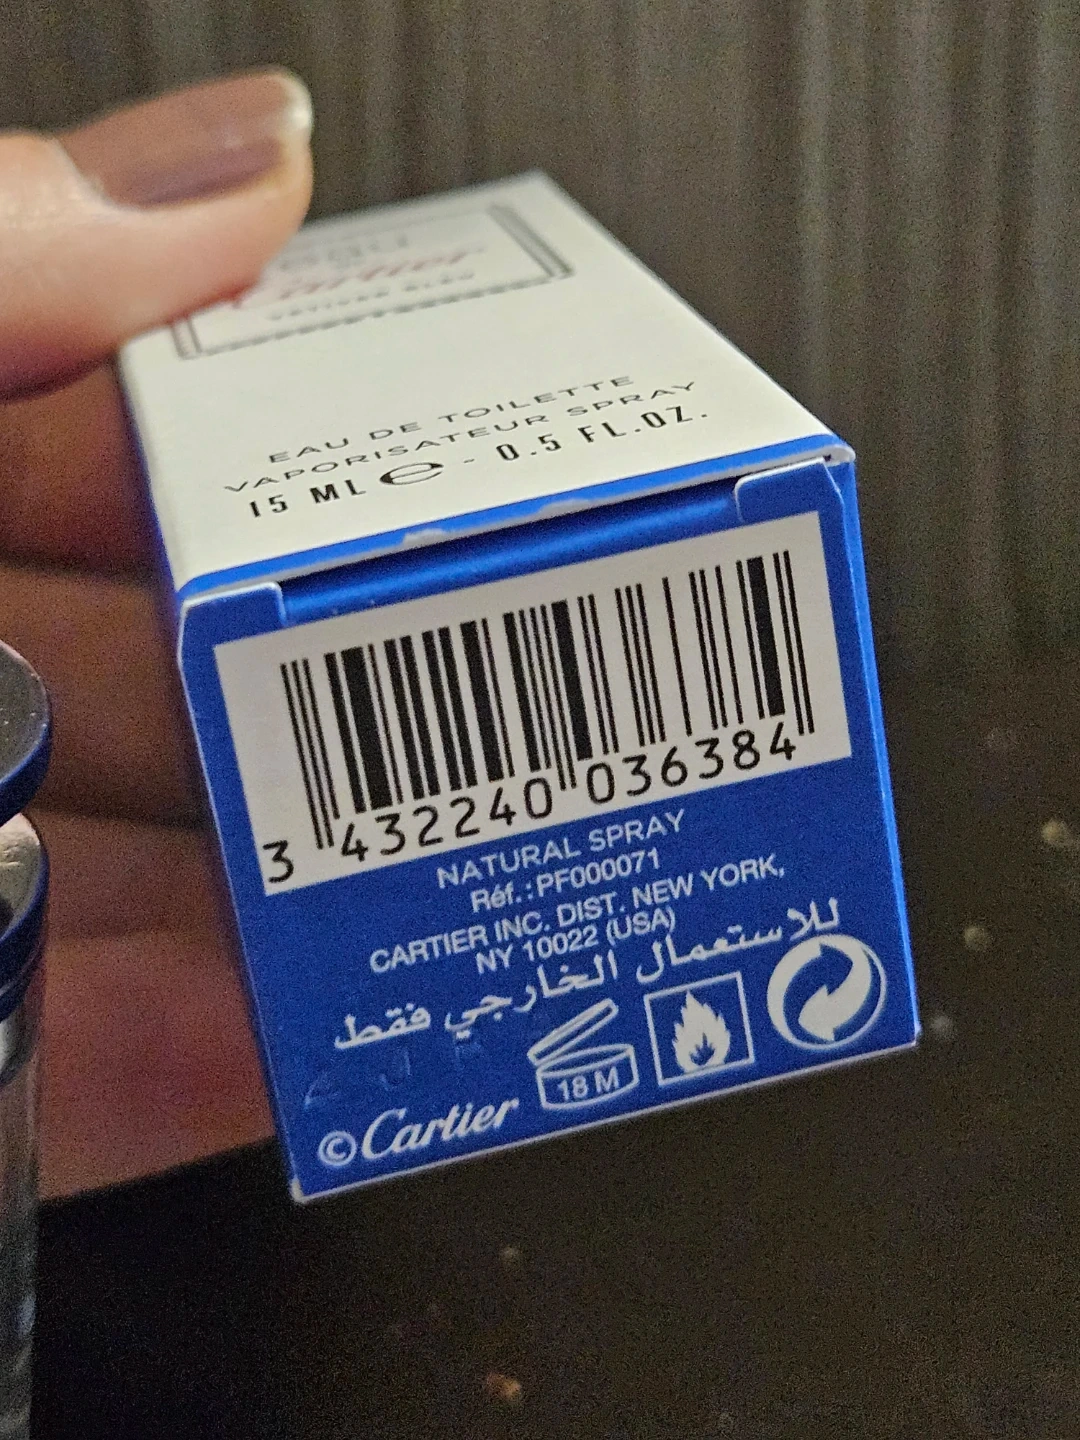 Cartier
EAU DE TOILETTE
VAPORISATEUR SPRAY
15 ML e - 0.5 FL.OZ.
3 432240 036384
NATURAL SPRAY
Réf.:PF000071
CARTIER INC. DIST. NEW YORK,
NY 10022 (USA)
للاستعمال الخارجي فقط
18 M
©Cartier